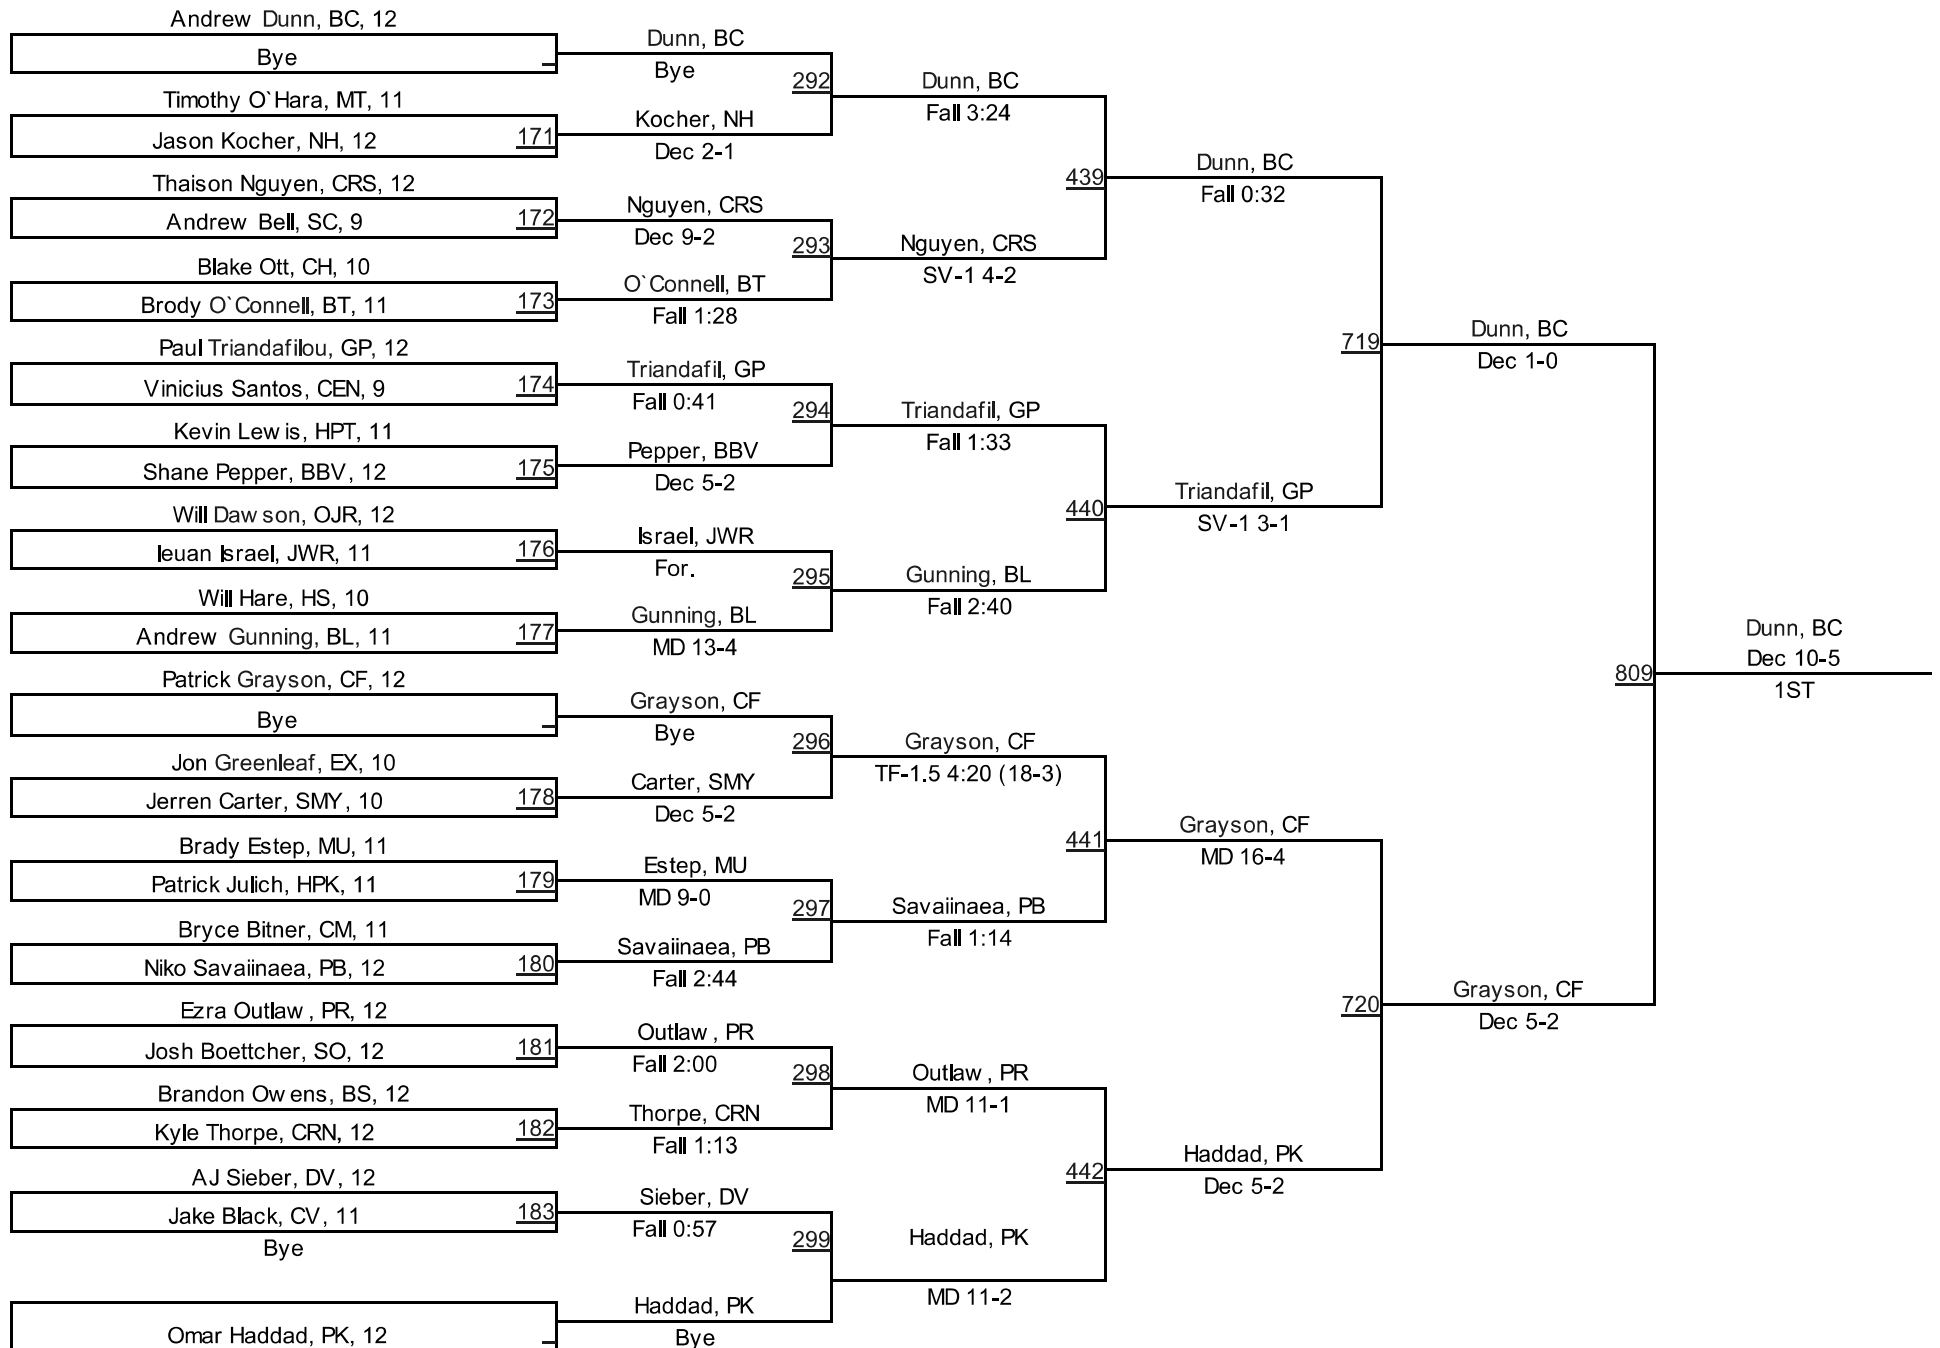 Andrew Dunn, BC, 12
Bye
Timothy O`Hara, MT, 11
Jason Kocher, NH, 12
171
Thaison Nguyen, CRS, 12
Andrew Bell, SC, 9
172
Blake Ott, CH, 10
Brody O`Connell, BT, 11
173
Paul Triandafilou, GP, 12
Vinicius Santos, CEN, 9
174
Kevin Lewis, HPT, 11
Shane Pepper, BBV, 12
175
Will Dawson, OJR, 12
Ieuan Israel, JWR, 11
176
Will Hare, HS, 10
Andrew Gunning, BL, 11
177
Patrick Grayson, CF, 12
Bye
Jon Greenleaf, EX, 10
Jerren Carter, SMY, 10
178
Brady Estep, MU, 11
Patrick Julich, HPK, 11
179
Bryce Bitner, CM, 11
Niko Savaiinaea, PB, 12
180
Ezra Outlaw, PR, 12
Josh Boettcher, SO, 12
181
Brandon Owens, BS, 12
Kyle Thorpe, CRN, 12
182
AJ Sieber, DV, 12
Jake Black, CV, 11
183
Bye
Omar Haddad, PK, 12
Dunn, BC
Bye
292
Kocher, NH
Dec 2-1
Nguyen, CRS
Dec 9-2
293
O`Connell, BT
Fall 1:28
Triandafil, GP
Fall 0:41
294
Pepper, BBV
Dec 5-2
Israel, JWR
For.
295
Gunning, BL
MD 13-4
Grayson, CF
Bye
296
Carter, SMY
Dec 5-2
Estep, MU
MD 9-0
297
Savaiinaea, PB
Fall 2:44
Outlaw, PR
Fall 2:00
298
Thorpe, CRN
Fall 1:13
Sieber, DV
Fall 0:57
299
Haddad, PK
Bye
Dunn, BC
Fall 3:24
439
Nguyen, CRS
SV-1 4-2
Triandafil, GP
Fall 1:33
440
Gunning, BL
Fall 2:40
Grayson, CF
TF-1.5 4:20 (18-3)
441
Savaiinaea, PB
Fall 1:14
Outlaw, PR
MD 11-1
442
Haddad, PK
MD 11-2
Dunn, BC
Fall 0:32
719
Triandafil, GP
SV-1 3-1
Grayson, CF
MD 16-4
720
Haddad, PK
Dec 5-2
Dunn, BC
Dec 1-0
809
Grayson, CF
Dec 5-2
Dunn, BC
Dec 10-5
1ST